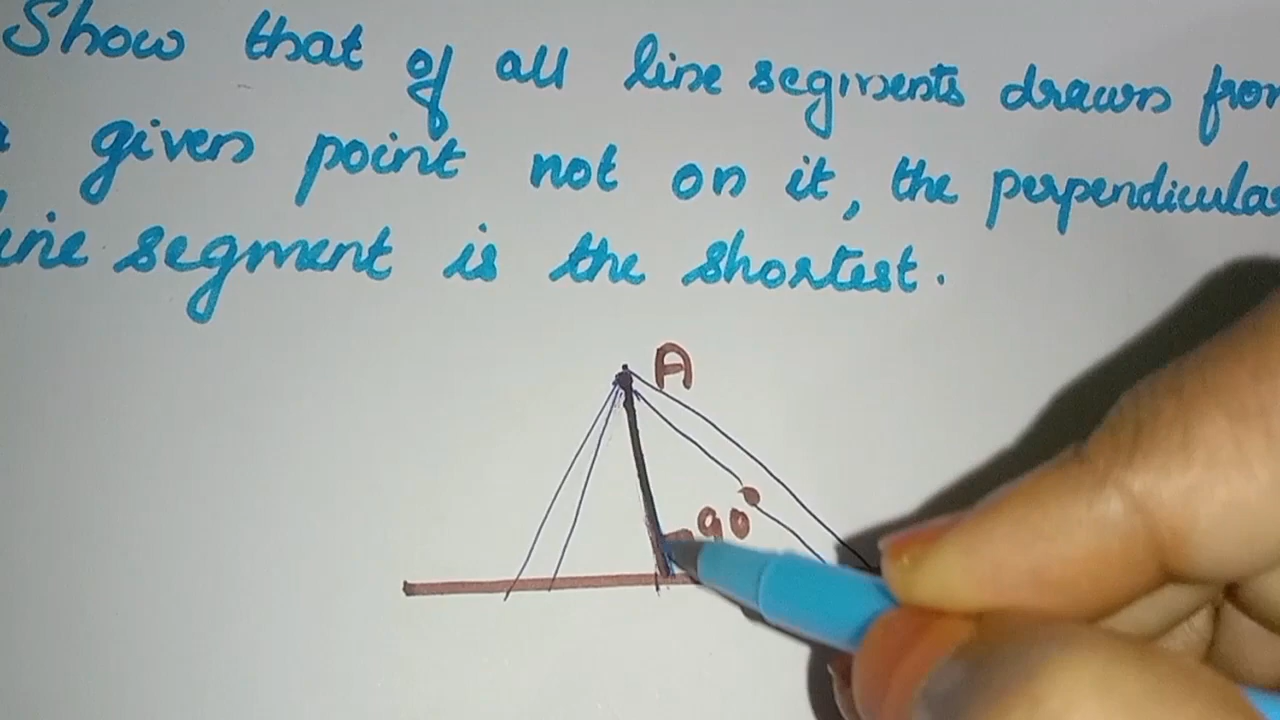 Show that of all line segments drawn from
a given point not on it, the perpendicular
line segment is the shortest.
A
90